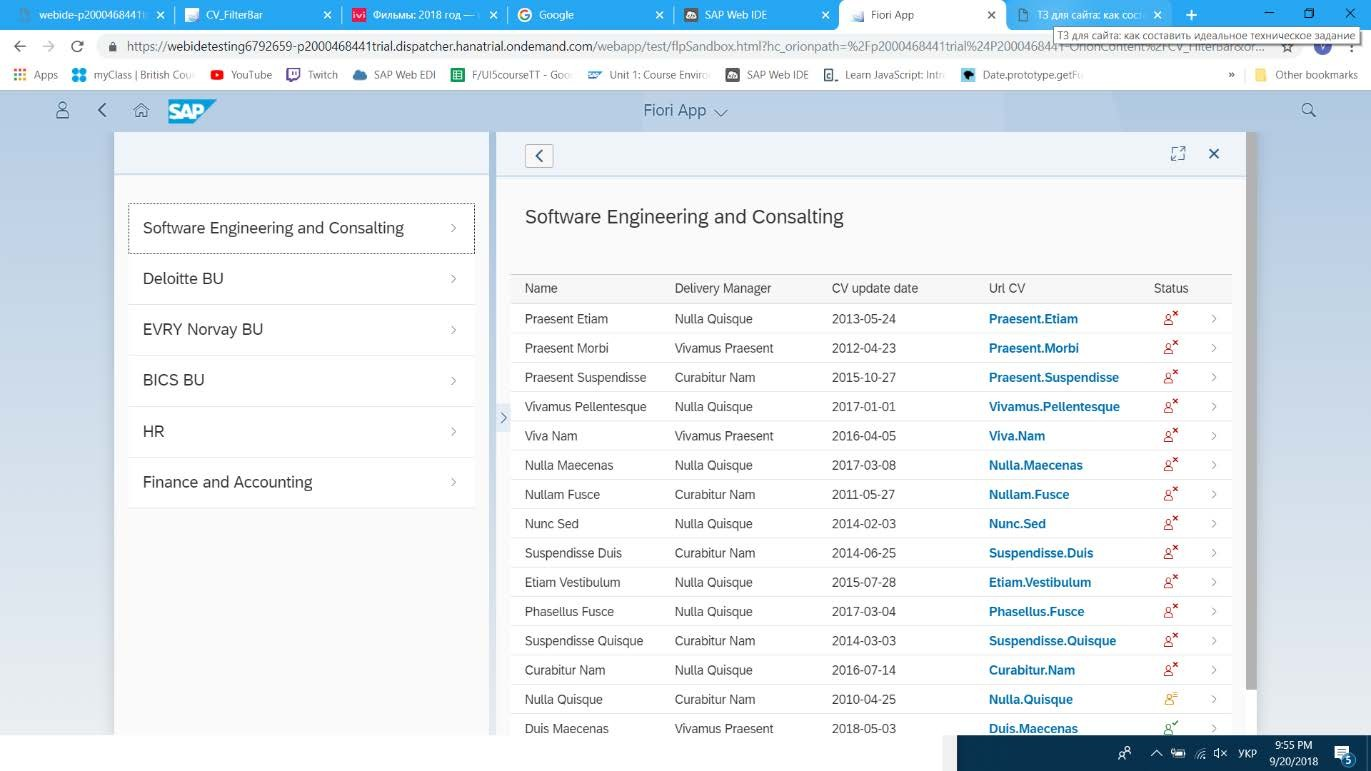 webide-p2000468441t
CV_FilterBar
ivi Фильмы: 2018 год —
Google
SAP Web IDE
Fiori App
ТЗ для сайта: как сост
ТЗ для сайта: как составить идеальное техническое задание
https://webidetesting6792659-p2000468441trial.dispatcher.hanatrial.ondemand.com/webapp/test/flpSandbox.html?hc_orionpath=%2Fp2000468441trial%24P2000468441-OrionContent%2FCV_FilterBar&
Apps
myClass | British Cou
YouTube
Twitch
SAP Web EDI
F/UI5courseTT - Goo
Unit 1: Course Enviro
SAP Web IDE
Learn JavaScript: Intr
Date.prototype.getFu
»
Other bookmarks
SAP
Fiori App
Software Engineering and Consalting
Deloitte BU
EVRY Norvay BU
BICS BU
HR
Finance and Accounting
Software Engineering and Consalting
Name Delivery Manager CV update date Url CV Status
Praesent Etiam Nulla Quisque 2013-05-24 Praesent.Etiam
Praesent Morbi Vivamus Praesent 2012-04-23 Praesent.Morbi
Praesent Suspendisse Curabitur Nam 2015-10-27 Praesent.Suspendisse
Vivamus Pellentesque Nulla Quisque 2017-01-01 Vivamus.Pellentesque
Viva Nam Vivamus Praesent 2016-04-05 Viva.Nam
Nulla Maecenas Nulla Quisque 2017-03-08 Nulla.Maecenas
Nullam Fusce Curabitur Nam 2011-05-27 Nullam.Fusce
Nunc Sed Nulla Quisque 2014-02-03 Nunc.Sed
Suspendisse Duis Curabitur Nam 2014-06-25 Suspendisse.Duis
Etiam Vestibulum Nulla Quisque 2015-07-28 Etiam.Vestibulum
Phasellus Fusce Nulla Quisque 2017-03-04 Phasellus.Fusce
Suspendisse Quisque Curabitur Nam 2014-03-03 Suspendisse.Quisque
Curabitur Nam Nulla Quisque 2016-07-14 Curabitur.Nam
Nulla Quisque Curabitur Nam 2010-04-25 Nulla.Quisque
Duis Maecenas Vivamus Praesent 2018-05-03 Duis.Maecenas
УКР
9:55 PM
9/20/2018
5